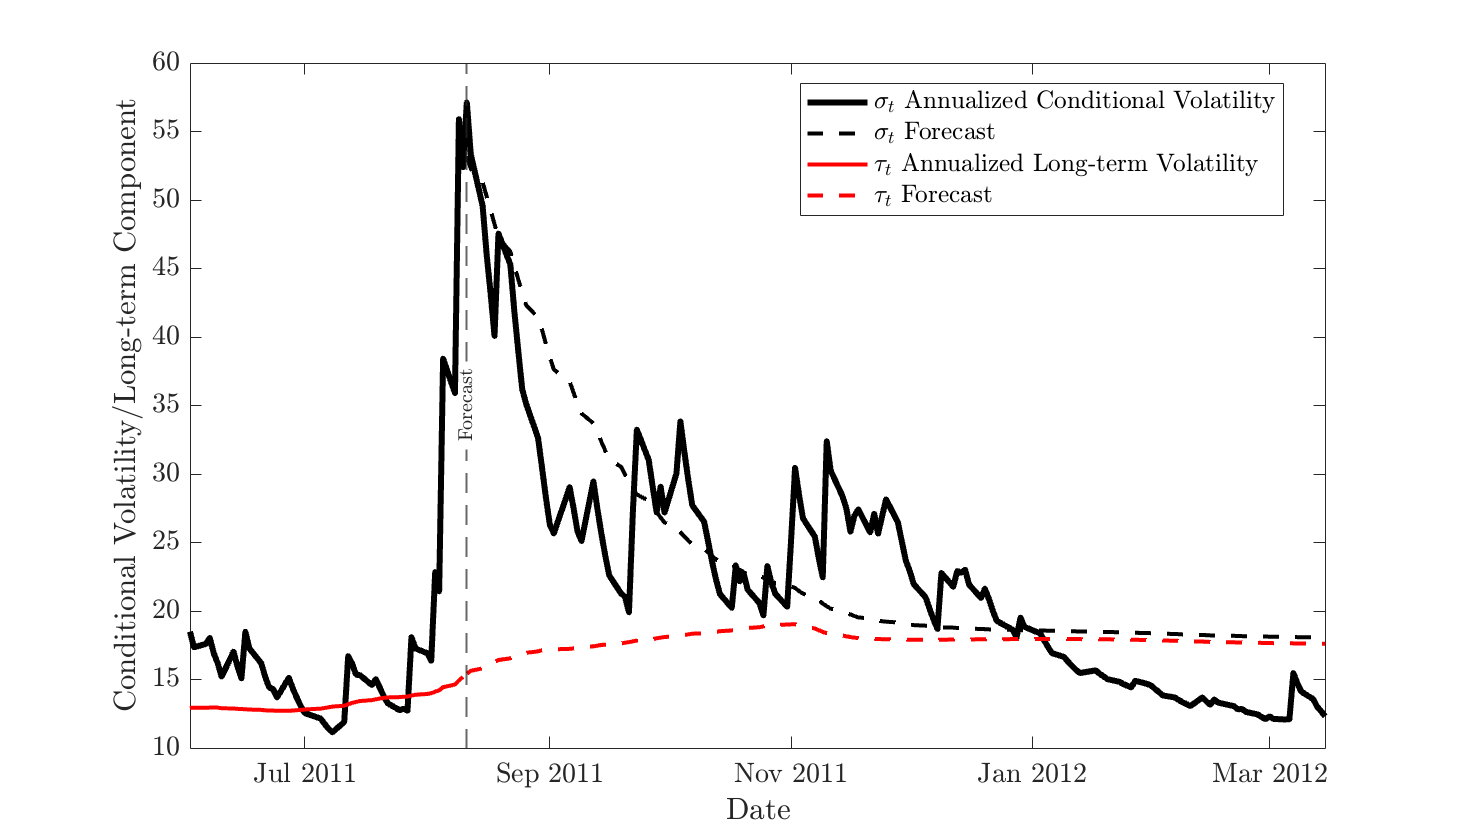 60
55
50
45
40
35
30
25
20
15
10
Conditional Volatility/Long-term Component
σt Annualized Conditional Volatility
σt Forecast
τt Annualized Long-term Volatility
τt Forecast
Forecast
Jul 2011
Sep 2011
Nov 2011
Jan 2012
Mar 2012
Date